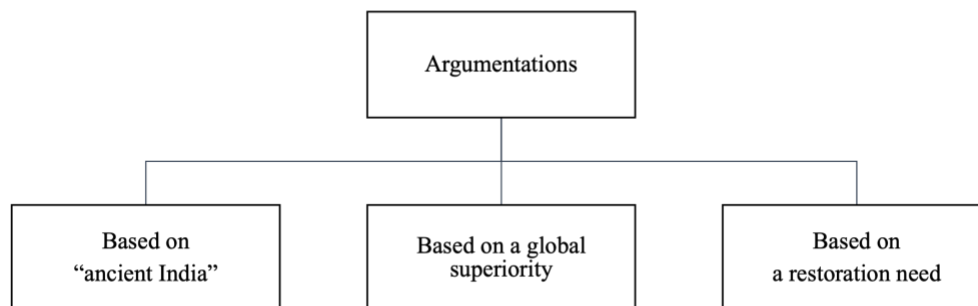 Argumentations
Based on
“ancient India”
Based on a global
superiority
Based on
a restoration need